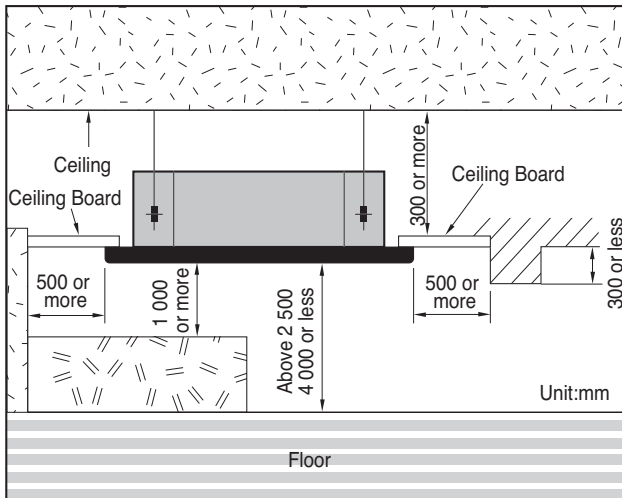 Ceiling
Ceiling Board
300 or more
Ceiling Board
500 or
more
1 000
or more
Above 2 500
4 000 or less
500 or
more
300 or less
Unit:mm
Floor